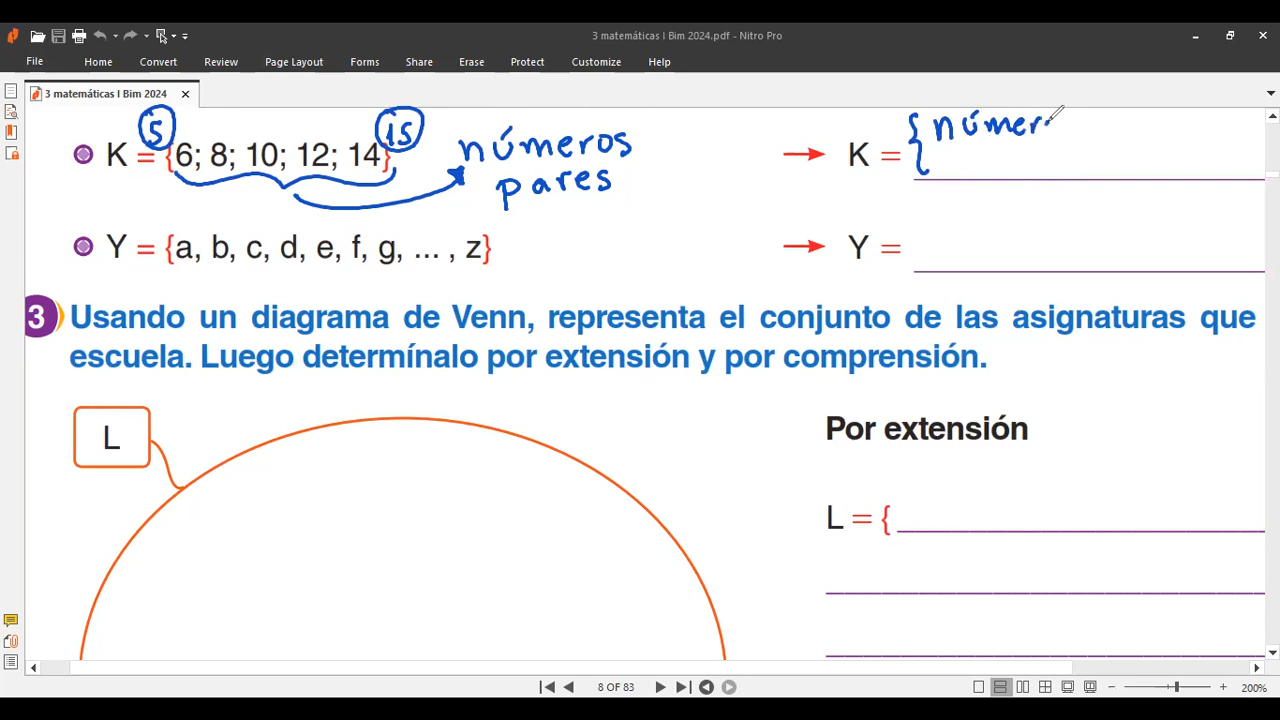 3 matemáticas I Bim 2024.pdf - Nitro Pro
File Home Convert Review Page Layout Forms Share Erase Protect Customize Help
3 matemáticas I Bim 2024
5 15
K = {6; 8; 10; 12; 14}
números
pares
K = { númer
Y = {a, b, c, d, e, f, g, ... , z}
Y =
3 Usando un diagrama de Venn, representa el conjunto de las asignaturas que
escuela. Luego determínalo por extensión y por comprensión.
L
Por extensión
L = {
8 OF 83
200%